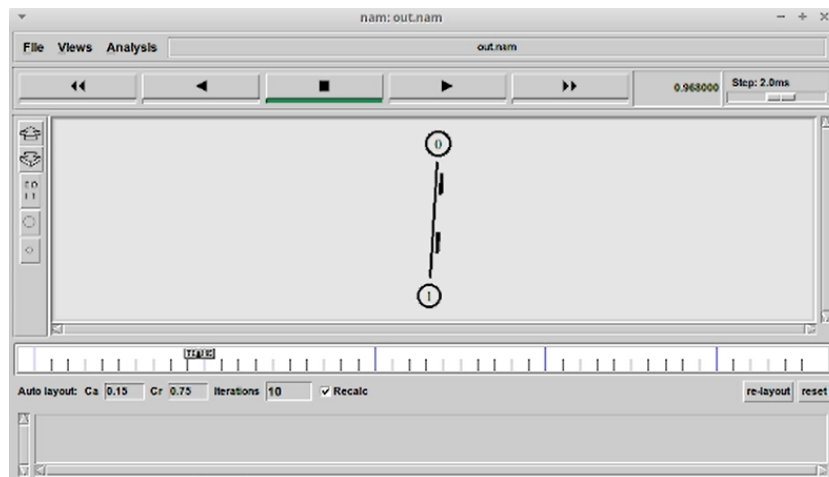 nam: out.nam
File Views Analysis out.nam
0.968000 Step: 2.0ms
0
1
TIME
Auto layout: Ca 0.15 Cr 0.75 Iterations 10 Recalc re-layout reset